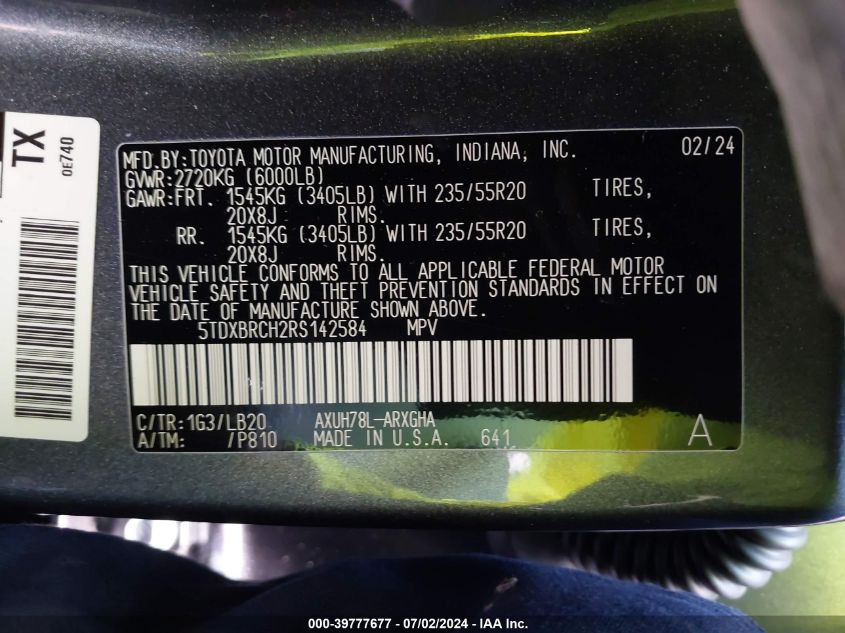 TX
0E740
MFD.BY:TOYOTA MOTOR MANUFACTURING, INDIANA, INC. 02/24
GVWR:2720KG (6000LB)
GAWR:FRT. 1545KG (3405LB) WITH 235/55R20 TIRES,
20X8J RIMS.
RR. 1545KG (3405LB) WITH 235/55R20 TIRES,
20X8J RIMS.
THIS VEHICLE CONFORMS TO ALL APPLICABLE FEDERAL MOTOR
VEHICLE SAFETY AND THEFT PREVENTION STANDARDS IN EFFECT ON
THE DATE OF MANUFACTURE SHOWN ABOVE.
5TDXBRCH2RS142584 MPV
C/TR:1G3/LB20 AXUH78L-ARXGHA
A/TM: /P810 MADE IN U.S.A. 641 A
000-39777677 - 07/02/2024 - IAA Inc.